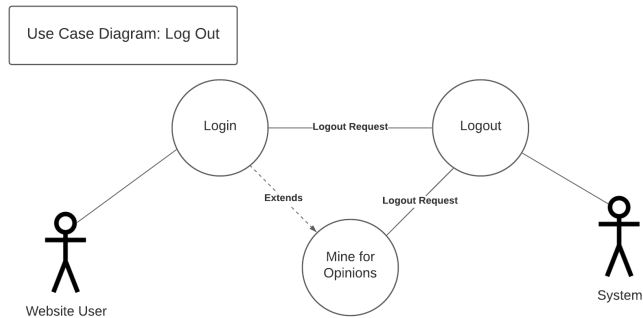 Use Case Diagram: Log Out
Login
Logout Request
Logout
Extends
Logout Request
Mine for
Opinions
Website User
System